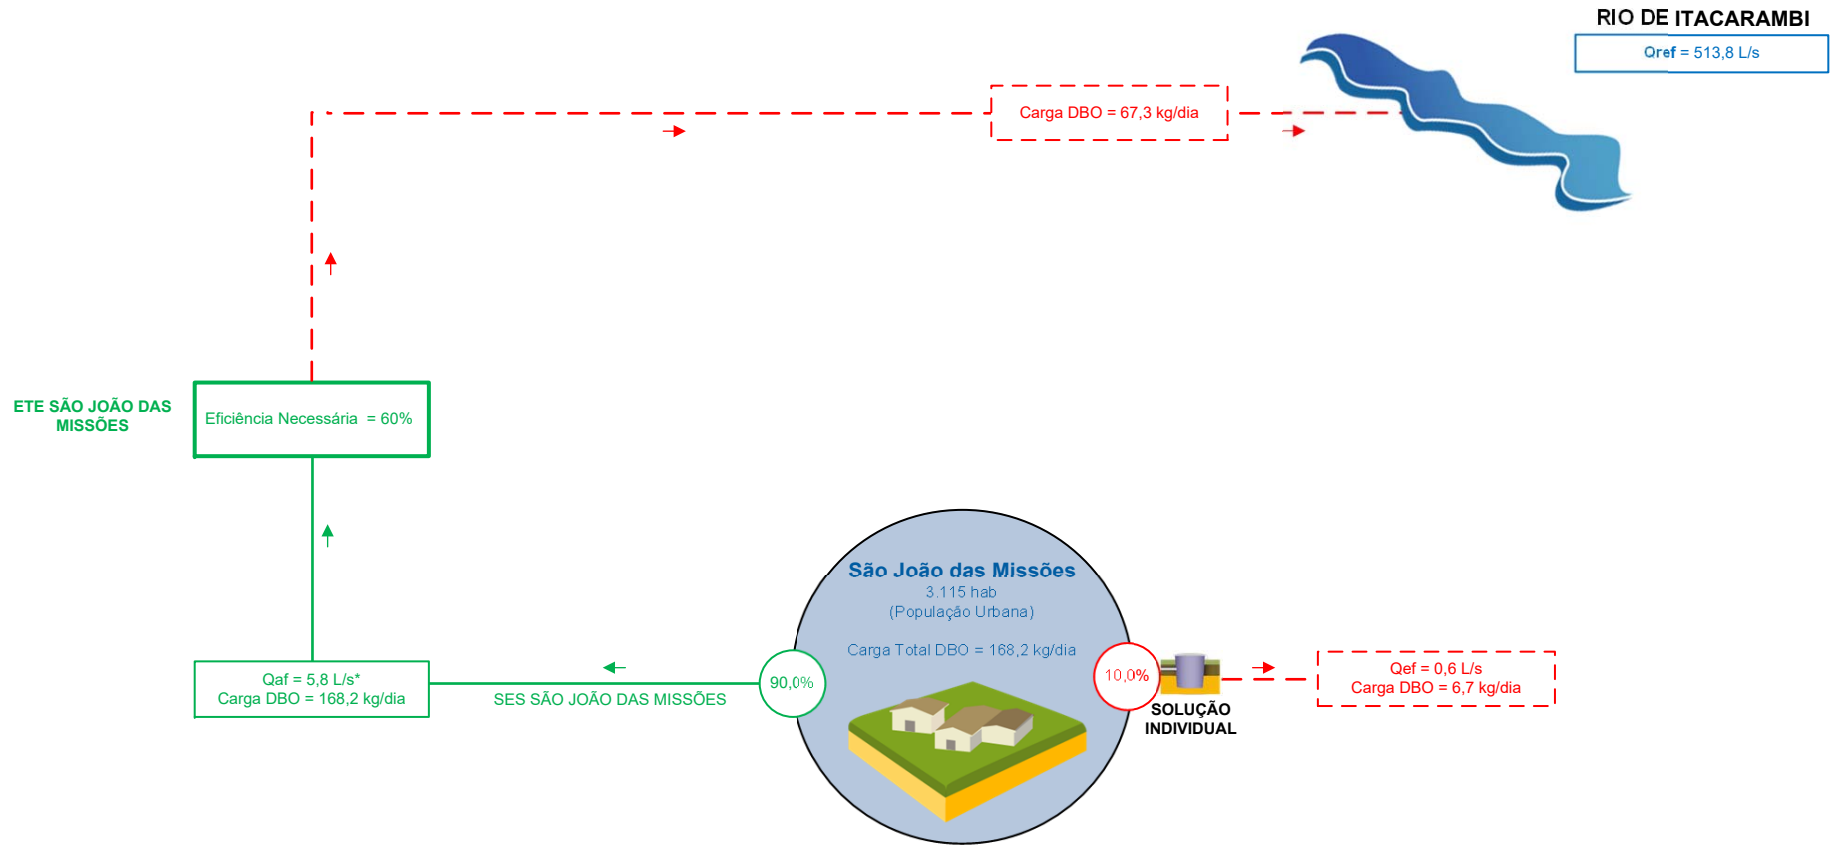 RIO DE ITACARAMBI
Qref = 513,8 L/s
Carga DBO = 67,3 kg/dia
ETE SÃO JOÃO DAS
MISSÕES
Eficiência Necessária = 60%
São João das Missões
3.115 hab
(População Urbana)
Carga Total DBO = 168,2 kg/dia
Qaf = 5,8 L/s*
Carga DBO = 168,2 kg/dia
SES SÃO JOÃO DAS MISSÕES
90,0%
10,0%
SOLUÇÃO
INDIVIDUAL
Qef = 0,6 L/s
Carga DBO = 6,7 kg/dia